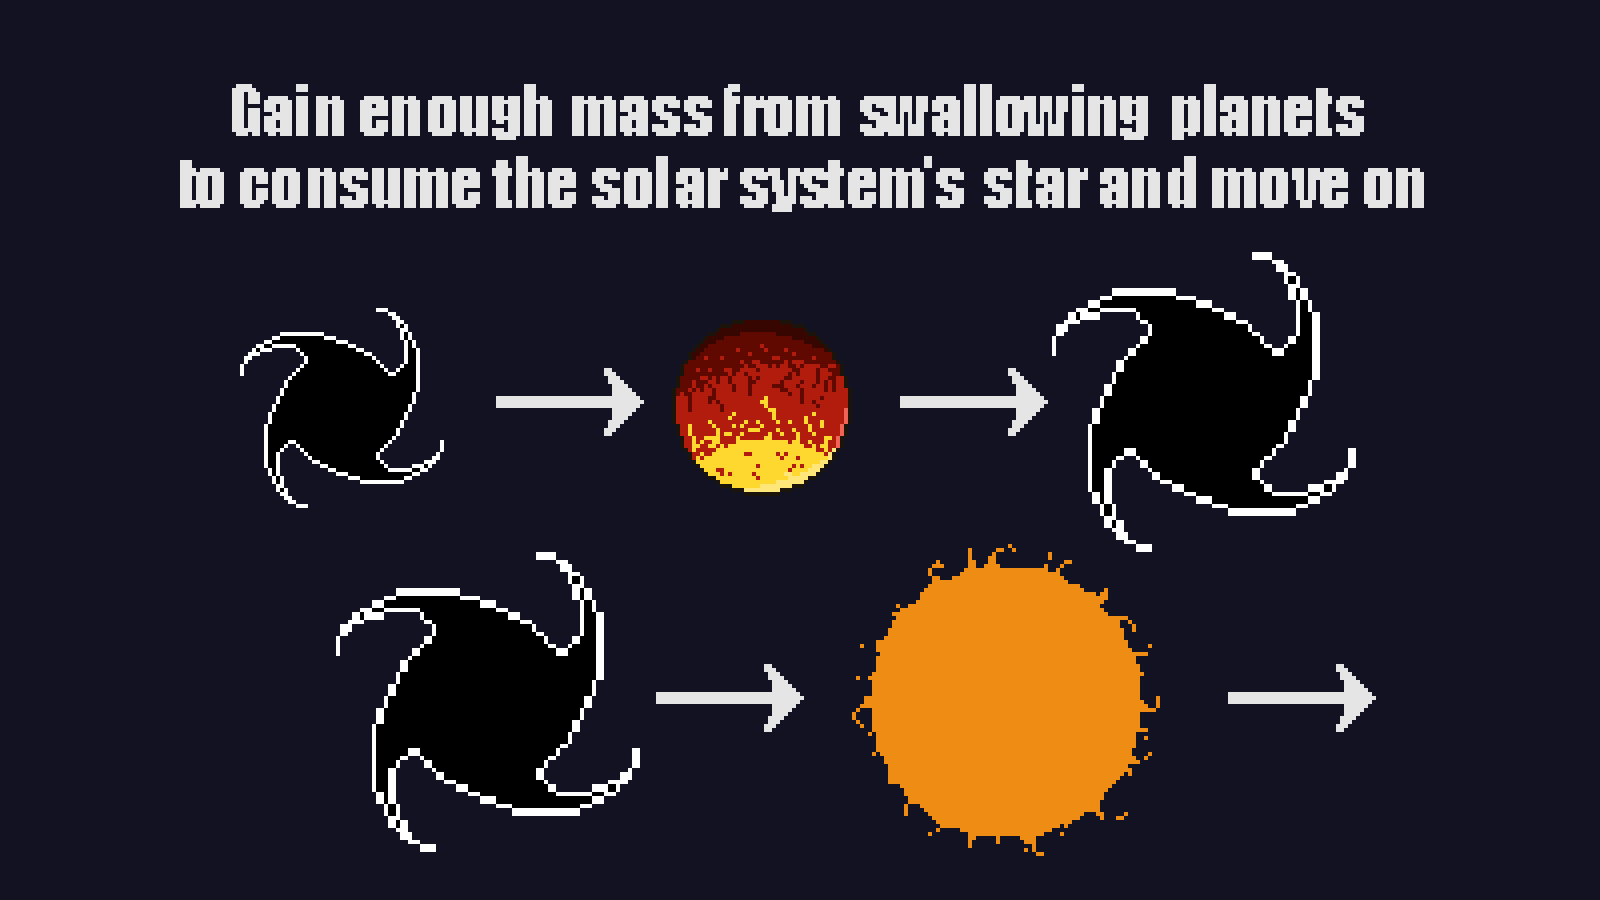 Gain enough mass from swallowing planets
to consume the solar system's star and move on